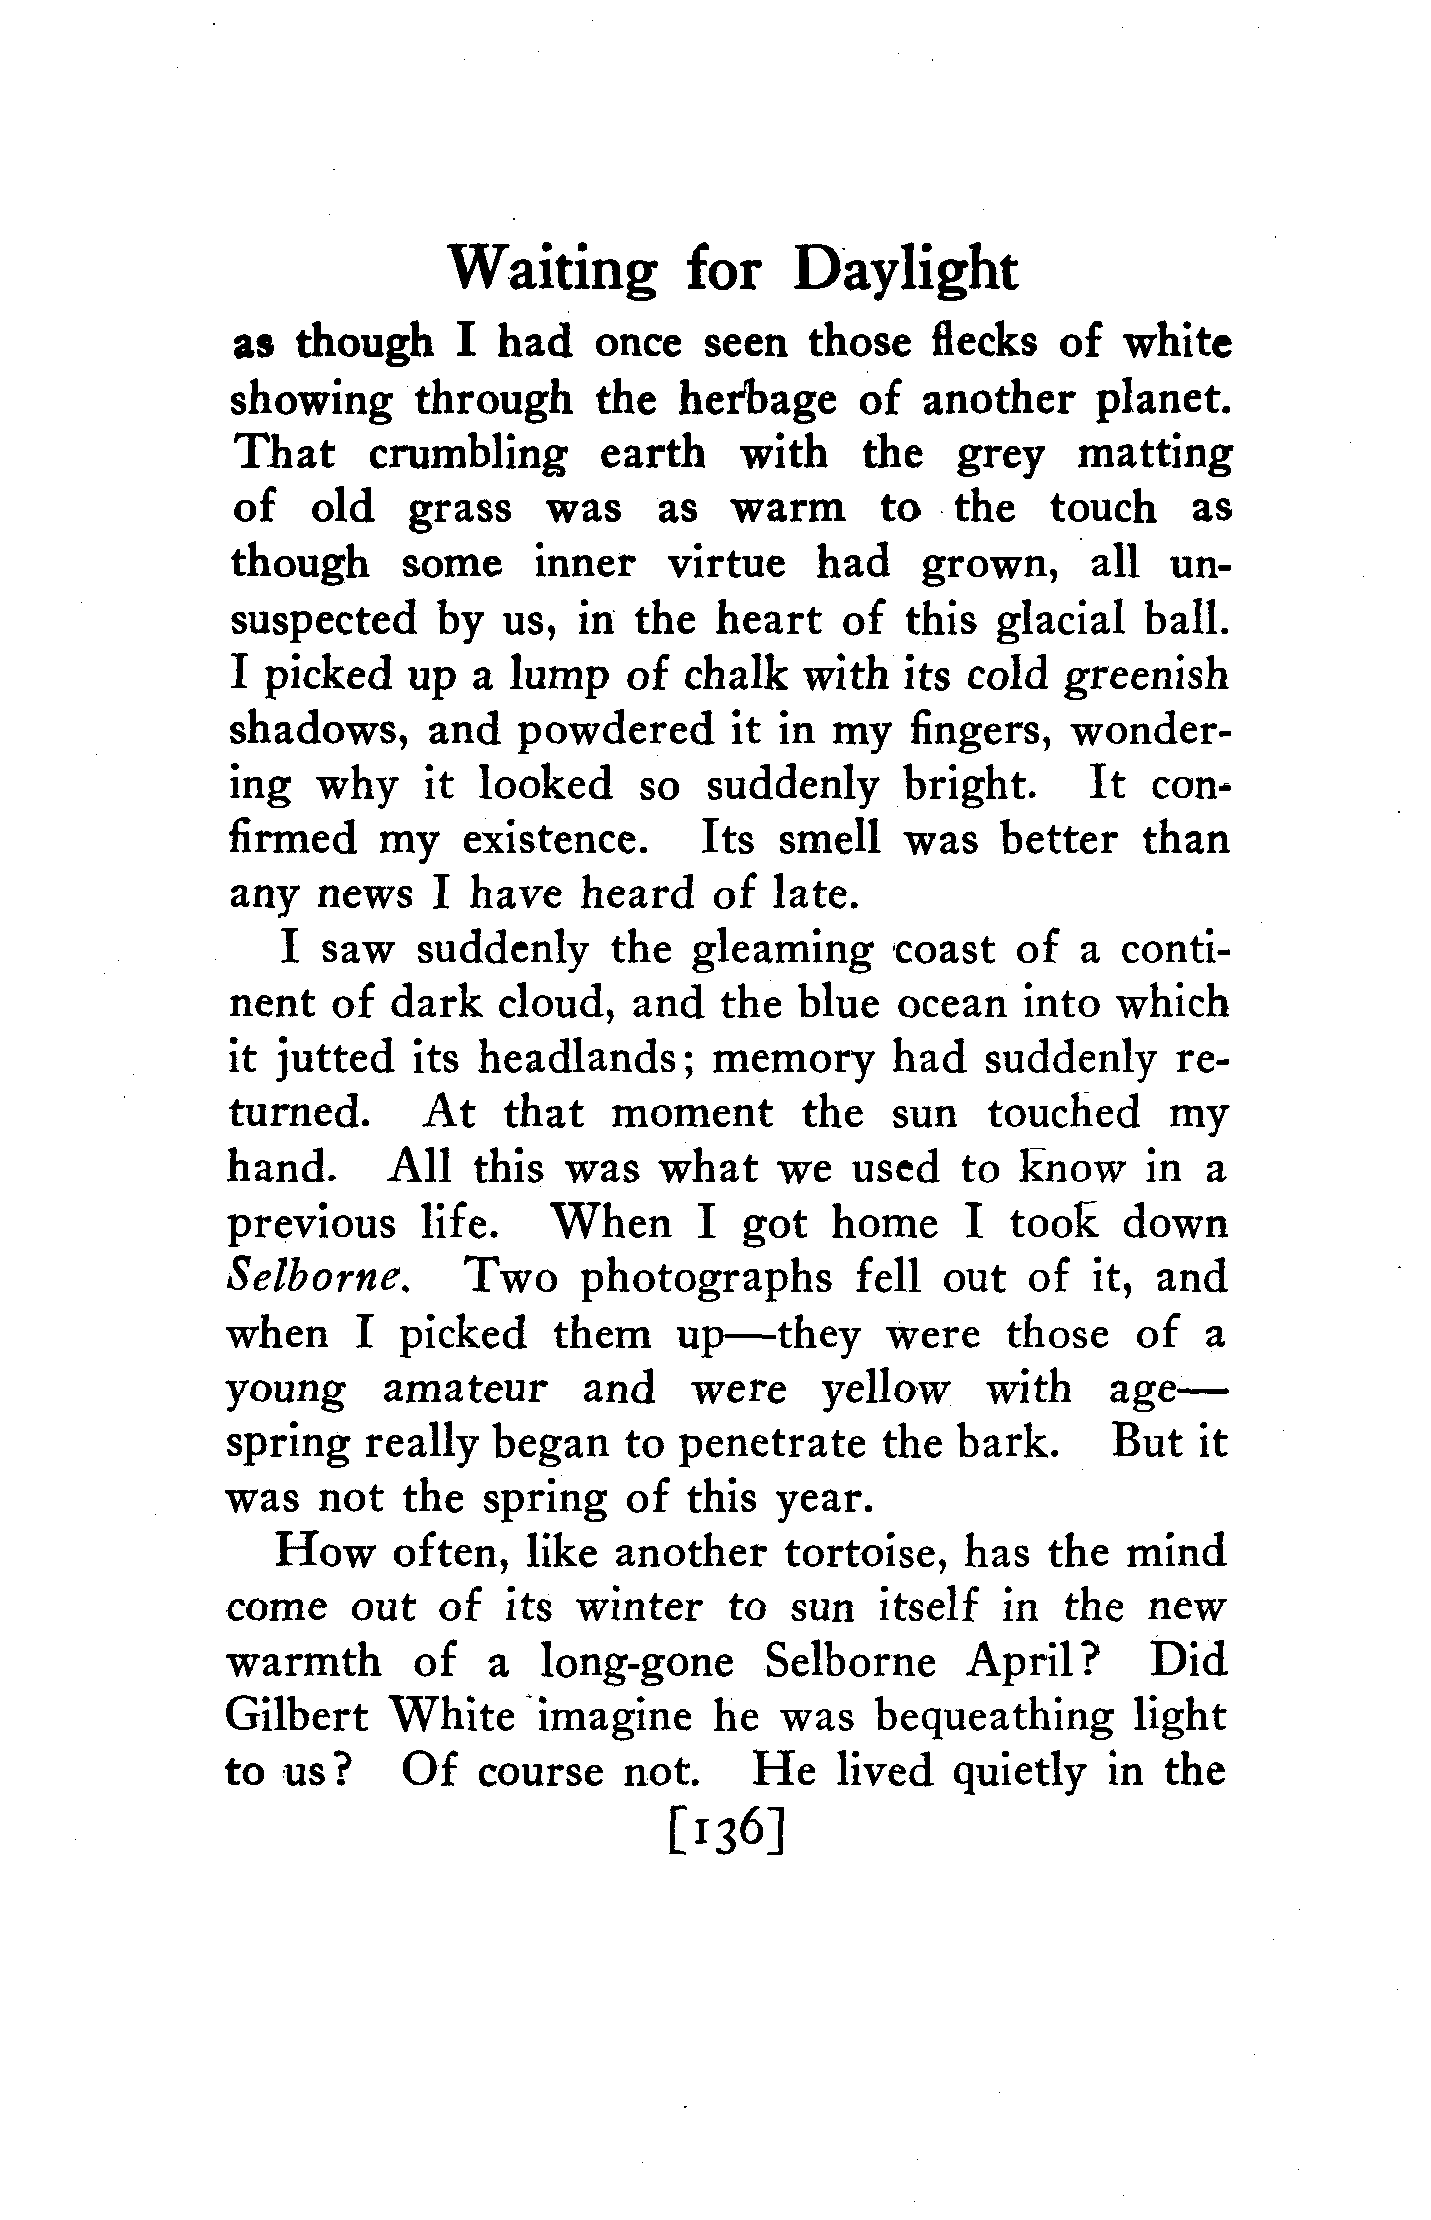 Waiting for Daylight
as though I had once seen those flecks of white
showing through the herbage of another planet.
That crumbling earth with the grey matting
of old grass was as warm to the touch as
though some inner virtue had grown, all un-
suspected by us, in the heart of this glacial ball.
I picked up a lump of chalk with its cold greenish
shadows, and powdered it in my fingers, wonder-
ing why it looked so suddenly bright. It con-
firmed my existence. Its smell was better than
any news I have heard of late.
I saw suddenly the gleaming coast of a conti-
nent of dark cloud, and the blue ocean into which
it jutted its headlands; memory had suddenly re-
turned. At that moment the sun touched my
hand. All this was what we used to know in a
previous life. When I got home I took down
Selborne. Two photographs fell out of it, and
when I picked them up—they were those of a
young amateur and were yellow with age—
spring really began to penetrate the bark. But it
was not the spring of this year.
How often, like another tortoise, has the mind
come out of its winter to sun itself in the new
warmth of a long-gone Selborne April? Did
Gilbert White imagine he was bequeathing light
to us? Of course not. He lived quietly in the
[136]